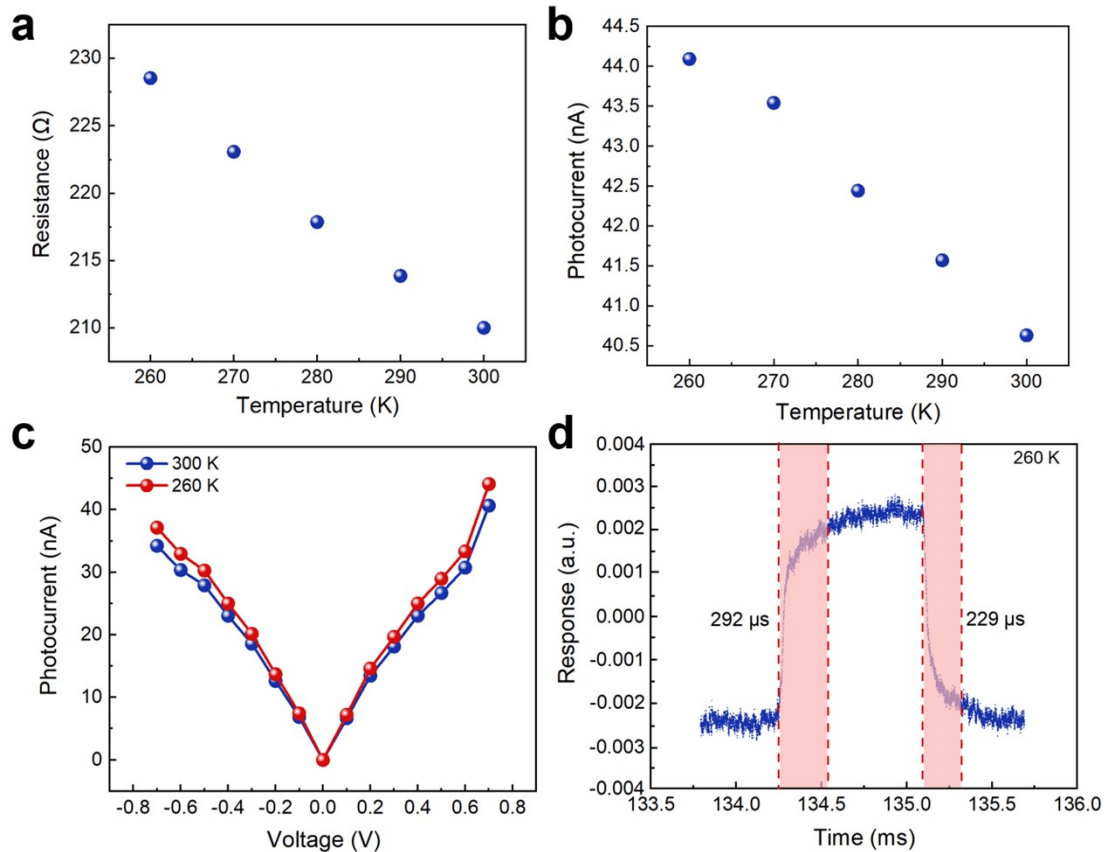 a
230
225
220
215
210
Resistance (Ω)
260 270 280 290 300
Temperature (K)
b
44.5
44.0
43.5
43.0
42.5
42.0
41.5
41.0
40.5
Photocurrent (nA)
260 270 280 290 300
Temperature (K)
c
50
40
30
20
10
0
Photocurrent (nA)
300 K
260 K
-0.8 -0.6 -0.4 -0.2 0.0 0.2 0.4 0.6 0.8
Voltage (V)
d
0.004
0.003
0.002
0.001
0.000
-0.001
-0.002
-0.003
-0.004
Response (a.u.)
260 K
292 μs
229 μs
133.5 134.0 134.5 135.0 135.5 136.0
Time (ms)